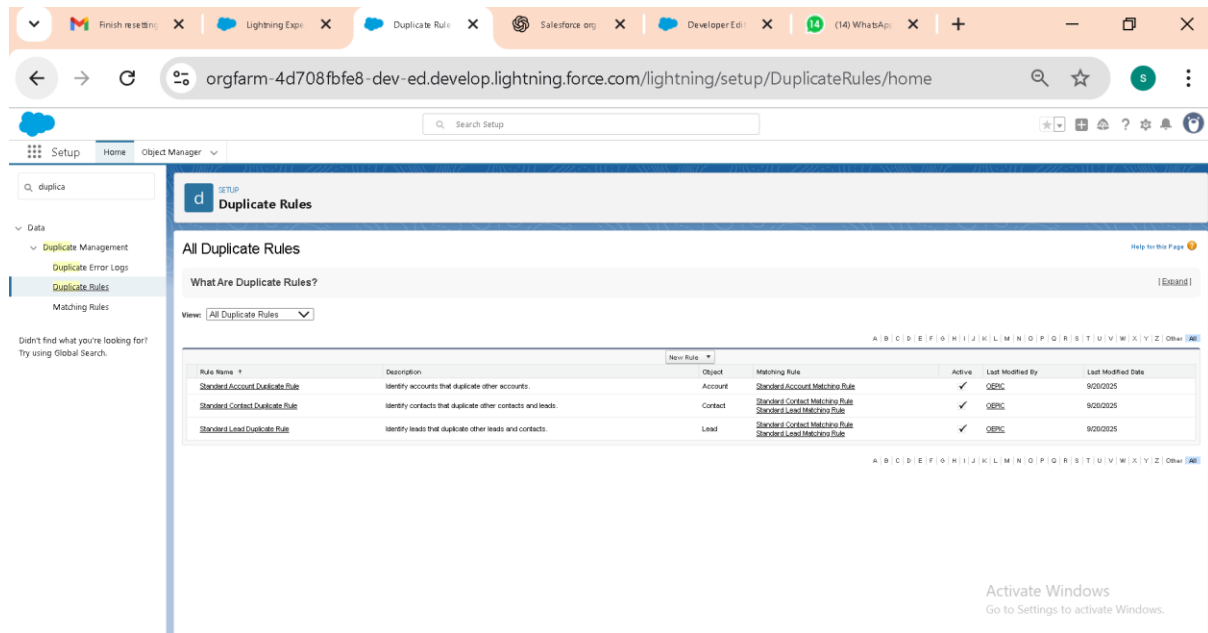 Finish resetting
Lightning Expe
Duplicate Rule
Salesforce org
Developer Edit
14
(14) WhatsApp
orgfarm-4d708fbfe8-dev-ed.develop.lightning.force.com/lightning/setup/DuplicateRules/home
S
Search Setup
Setup
Home
Object Manager
duplica
d
SETUP
Duplicate Rules
Data
Duplicate Management
Duplicate Error Logs
Duplicate Rules
Matching Rules
Didn't find what you're looking for?
Try using Global Search.
All Duplicate Rules
Help for this Page
What Are Duplicate Rules?
[ Expand ]
View: All Duplicate Rules
A | B | C | D | E | F | G | H | I | J | K | L | M | N | O | P | Q | R | S | T | U | V | W | X | Y | Z | Other All
New Rule
Rule Name Description Object Matching Rule Active Last Modified By Last Modified Date
Standard Account Duplicate Rule Identify accounts that duplicate other accounts. Account Standard Account Matching Rule OEPIC 9/20/2025
Standard Contact Duplicate Rule Identify contacts that duplicate other contacts and leads. Contact Standard Contact Matching Rule
Standard Lead Matching Rule OEPIC 9/20/2025
Standard Lead Duplicate Rule Identify leads that duplicate other leads and contacts. Lead Standard Contact Matching Rule
Standard Lead Matching Rule OEPIC 9/20/2025
A | B | C | D | E | F | G | H | I | J | K | L | M | N | O | P | Q | R | S | T | U | V | W | X | Y | Z | Other All
Activate Windows
Go to Settings to activate Windows.